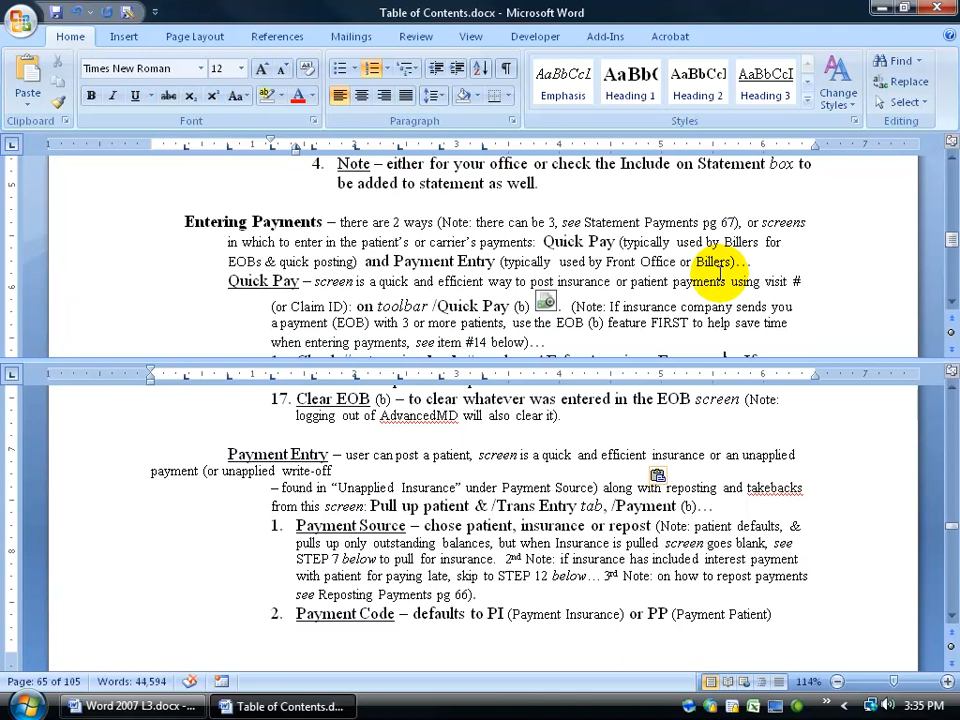 Table of Contents.docx - Microsoft Word
Home Insert Page Layout References Mailings Review View Developer Add-Ins Acrobat
Paste
Clipboard
Times New Roman 12
B I U abc x₂ x² Aa
Font
Paragraph
AaBbCcI Emphasis
AaBb( Heading 1
AaBbCc] Heading 2
AaBbCcI Heading 3
Change Styles
Styles
Find
Replace
Select
Editing
4. Note – either for your office or check the Include on Statement box to
be added to statement as well.
Entering Payments – there are 2 ways (Note: there can be 3, see Statement Payments pg 67), or screens
in which to enter in the patient's or carrier's payments: Quick Pay (typically used by Billers for
EOBs & quick posting) and Payment Entry (typically used by Front Office or Billers)…
Quick Pay – screen is a quick and efficient way to post insurance or patient payments using visit #
(or Claim ID): on toolbar /Quick Pay (b) . (Note: If insurance company sends you
a payment (EOB) with 3 or more patients, use the EOB (b) feature FIRST to help save time
when entering payments, see item #14 below)…
17. Clear EOB (b) – to clear whatever was entered in the EOB screen (Note:
logging out of AdvancedMD will also clear it).
Payment Entry – user can post a patient, screen is a quick and efficient insurance or an unapplied
payment (or unapplied write-off
– found in "Unapplied Insurance" under Payment Source) along with reposting and takebacks
from this screen: Pull up patient & /Trans Entry tab, /Payment (b)…
1. Payment Source – chose patient, insurance or repost (Note: patient defaults, &
pulls up only outstanding balances, but when Insurance is pulled screen goes blank, see
STEP 7 below to pull for insurance. 2nd Note: if insurance has included interest payment
with patient for paying late, skip to STEP 12 below… 3rd Note: on how to repost payments
see Reposting Payments pg 66).
2. Payment Code – defaults to PI (Payment Insurance) or PP (Payment Patient)
Page: 65 of 105 Words: 44,594 114%
Word 2007 L3.docx -... Table of Contents.d... 3:35 PM